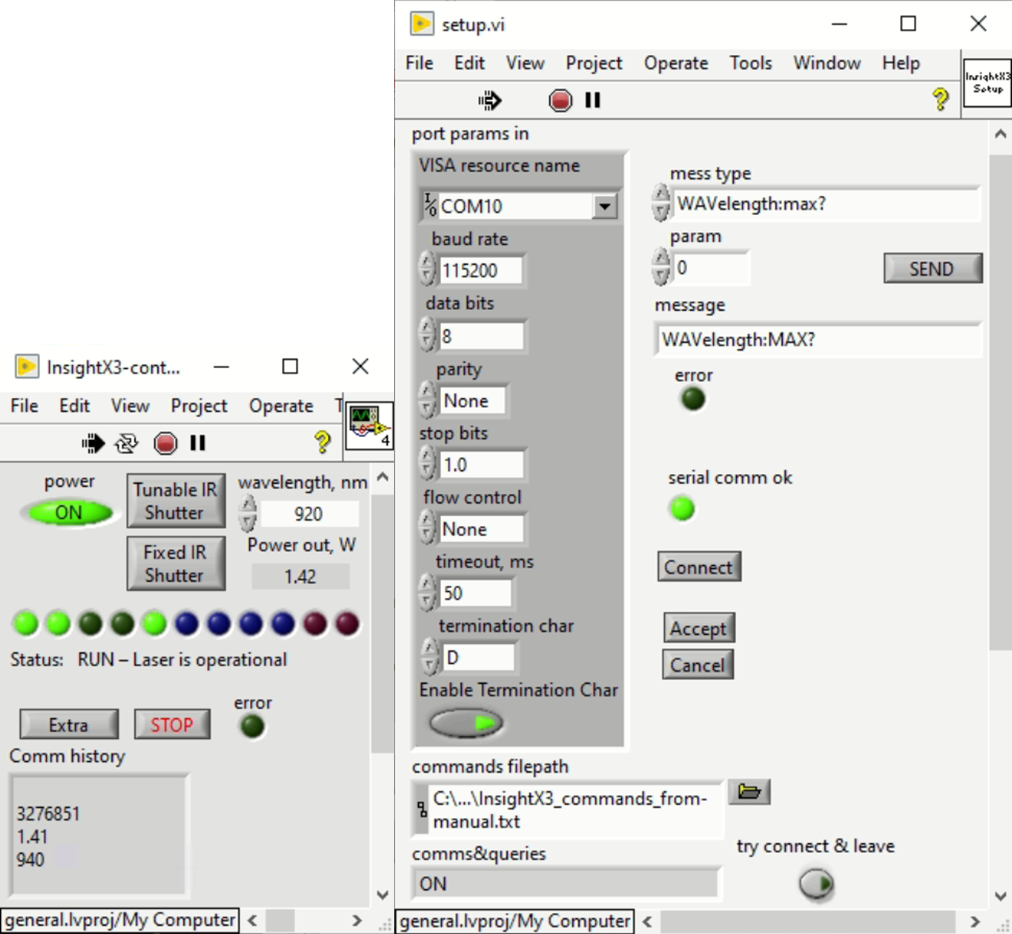 setup.vi
File Edit View Project Operate Tools Window Help
InsightX3
Setup
port params in
VISA resource name
COM10
baud rate
115200
data bits
8
parity
None
stop bits
1.0
flow control
None
timeout, ms
50
termination char
D
Enable Termination Char
mess type
WAVelength:max?
param
0
SEND
message
WAVelength:MAX?
error
serial comm ok
Connect
Accept
Cancel
commands filepath
C:\...\InsightX3_commands_from-
manual.txt
comms&queries
ON
try connect & leave
general.lvproj/My Computer
InsightX3-cont...
File Edit View Project Operate T
4
power
ON
Tunable IR
Shutter
Fixed IR
Shutter
wavelength, nm
920
Power out, W
1.42
Status: RUN – Laser is operational
Extra
STOP
error
Comm history
3276851
1.41
940
general.lvproj/My Computer